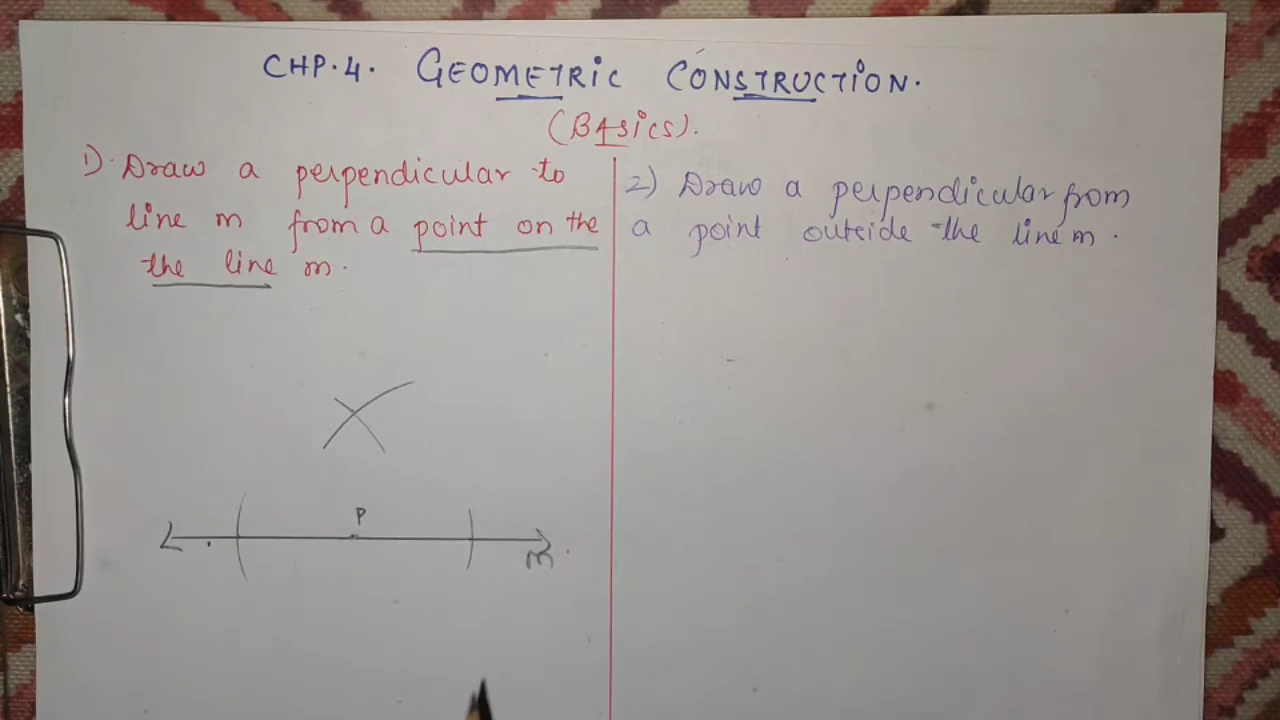 CHP.4. GEOMETRIC CONSTRUCTION.
(BASICS).
1). Draw a perpendicular to
line m from a point on the
the line m.
2) Draw a perpendicular from
a point outside the line m.
P
m